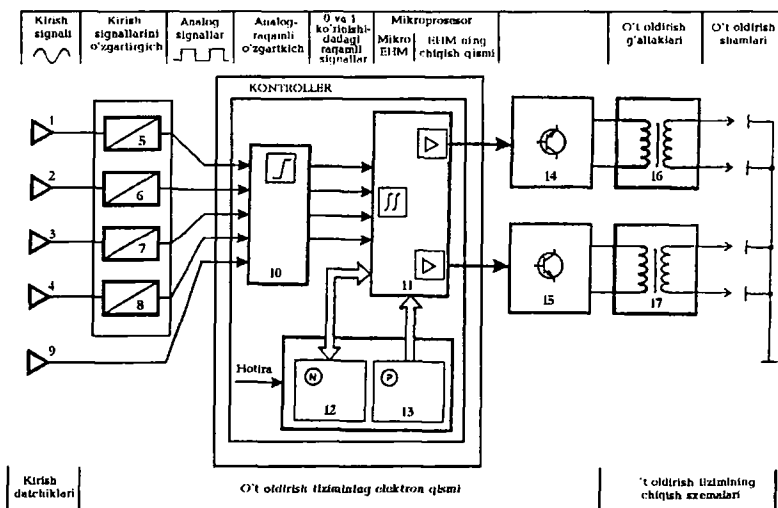 Kirish
signali
Kirish
signallarini
o'zgartirgich
Analog
signallar
Analog-
raqamli
o'zgartkich
0 va 1
ko'rinishi-
dadagi
raqamli
signallar
Mikroprosesor
Mikro
EHM
EHM ning
chiqish qismi
O't oldirish
g'altaklari
O't oldirish
shamlari
KONTROLLER
1
5
2
6
3
7
4
8
9
10
11
14
16
15
17
Hotira
N
12
P
13
Kirish
datchiklari
O't oldirish tizimining elektron qismi
't oldirish tizimining
chiqish sxemalari